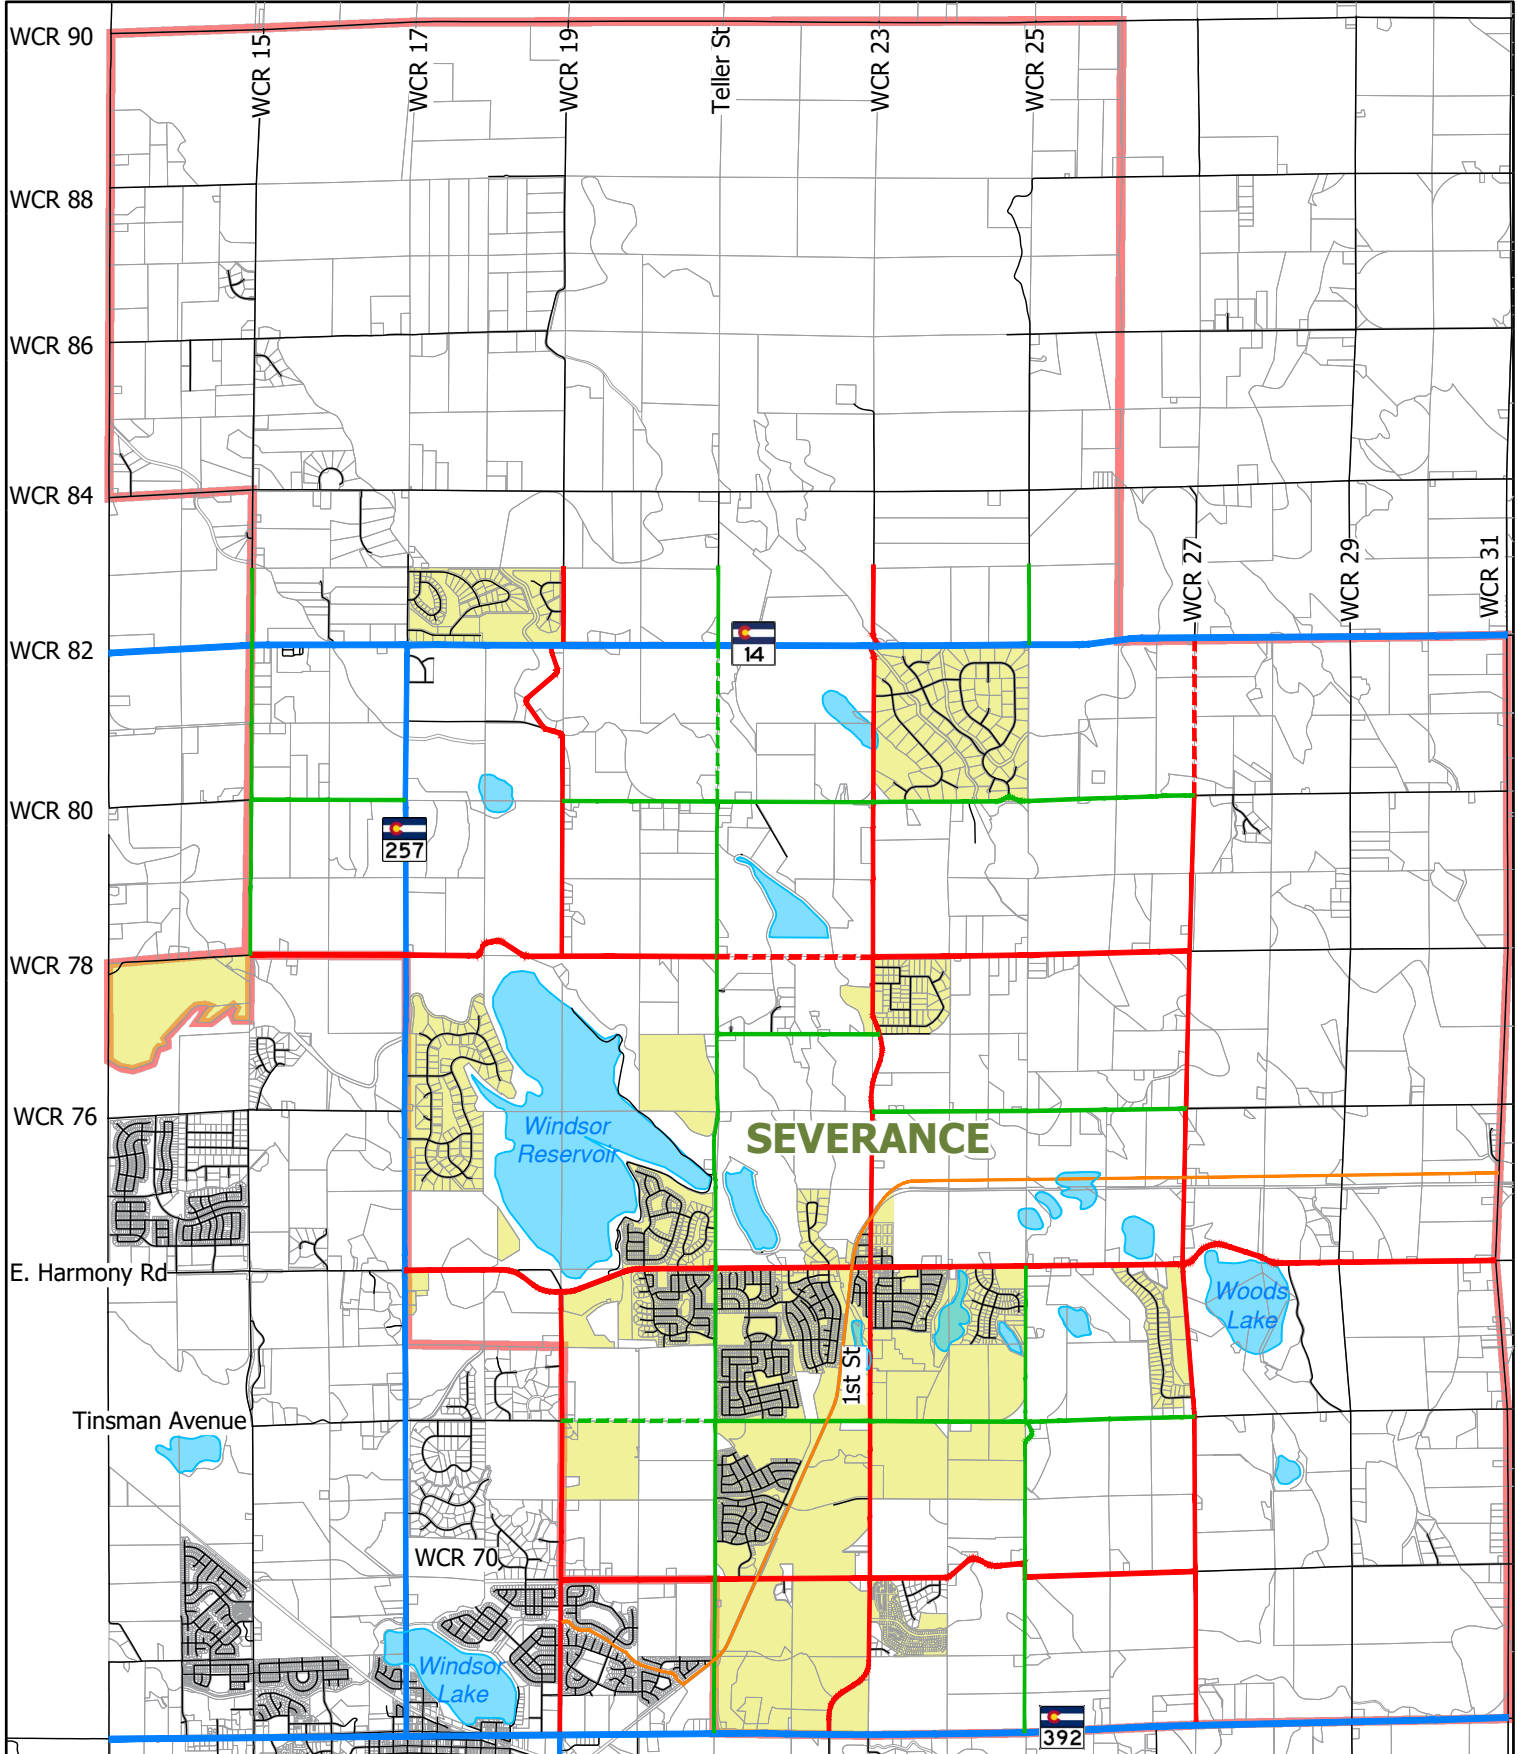 WCR 90
WCR 15
WCR 17
WCR 19
Teller St
WCR 23
WCR 25
WCR 88
WCR 86
WCR 84
WCR 27
WCR 29
WCR 31
WCR 82
14
WCR 80
257
WCR 78
WCR 76
Windsor
Reservoir
SEVERANCE
E. Harmony Rd
Woods
Lake
1st St
Tinsman Avenue
WCR 70
Windsor
Lake
392